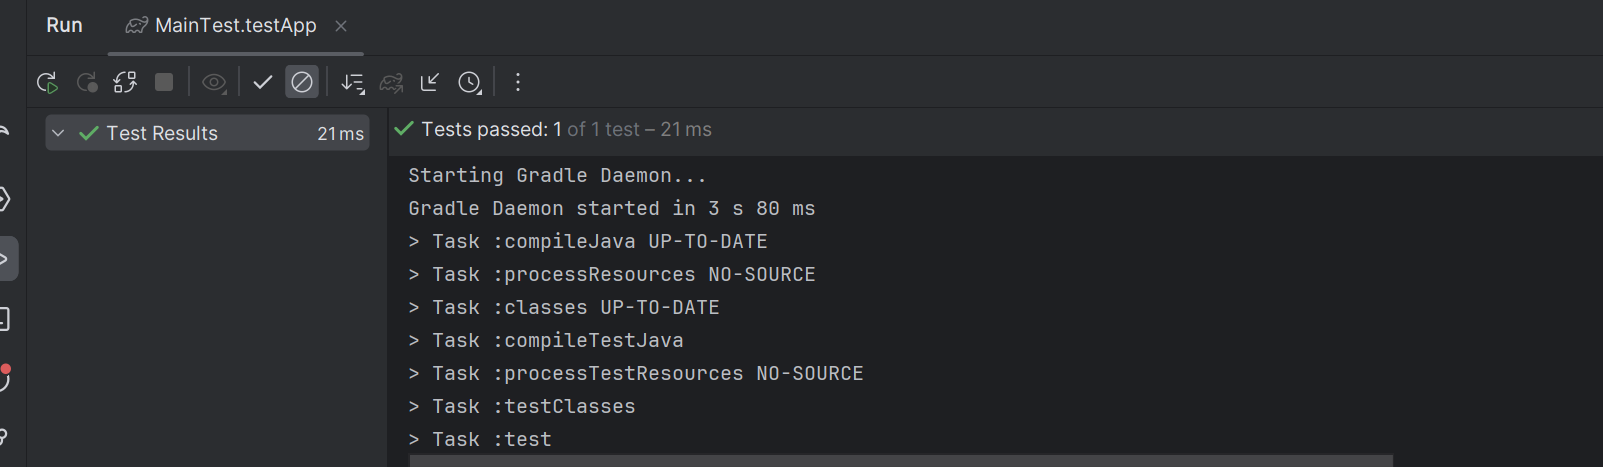 Run MainTest.testApp
Test Results 21 ms
Tests passed: 1 of 1 test – 21 ms
Starting Gradle Daemon...
Gradle Daemon started in 3 s 80 ms
> Task :compileJava UP-TO-DATE
> Task :processResources NO-SOURCE
> Task :classes UP-TO-DATE
> Task :compileTestJava
> Task :processTestResources NO-SOURCE
> Task :testClasses
> Task :test